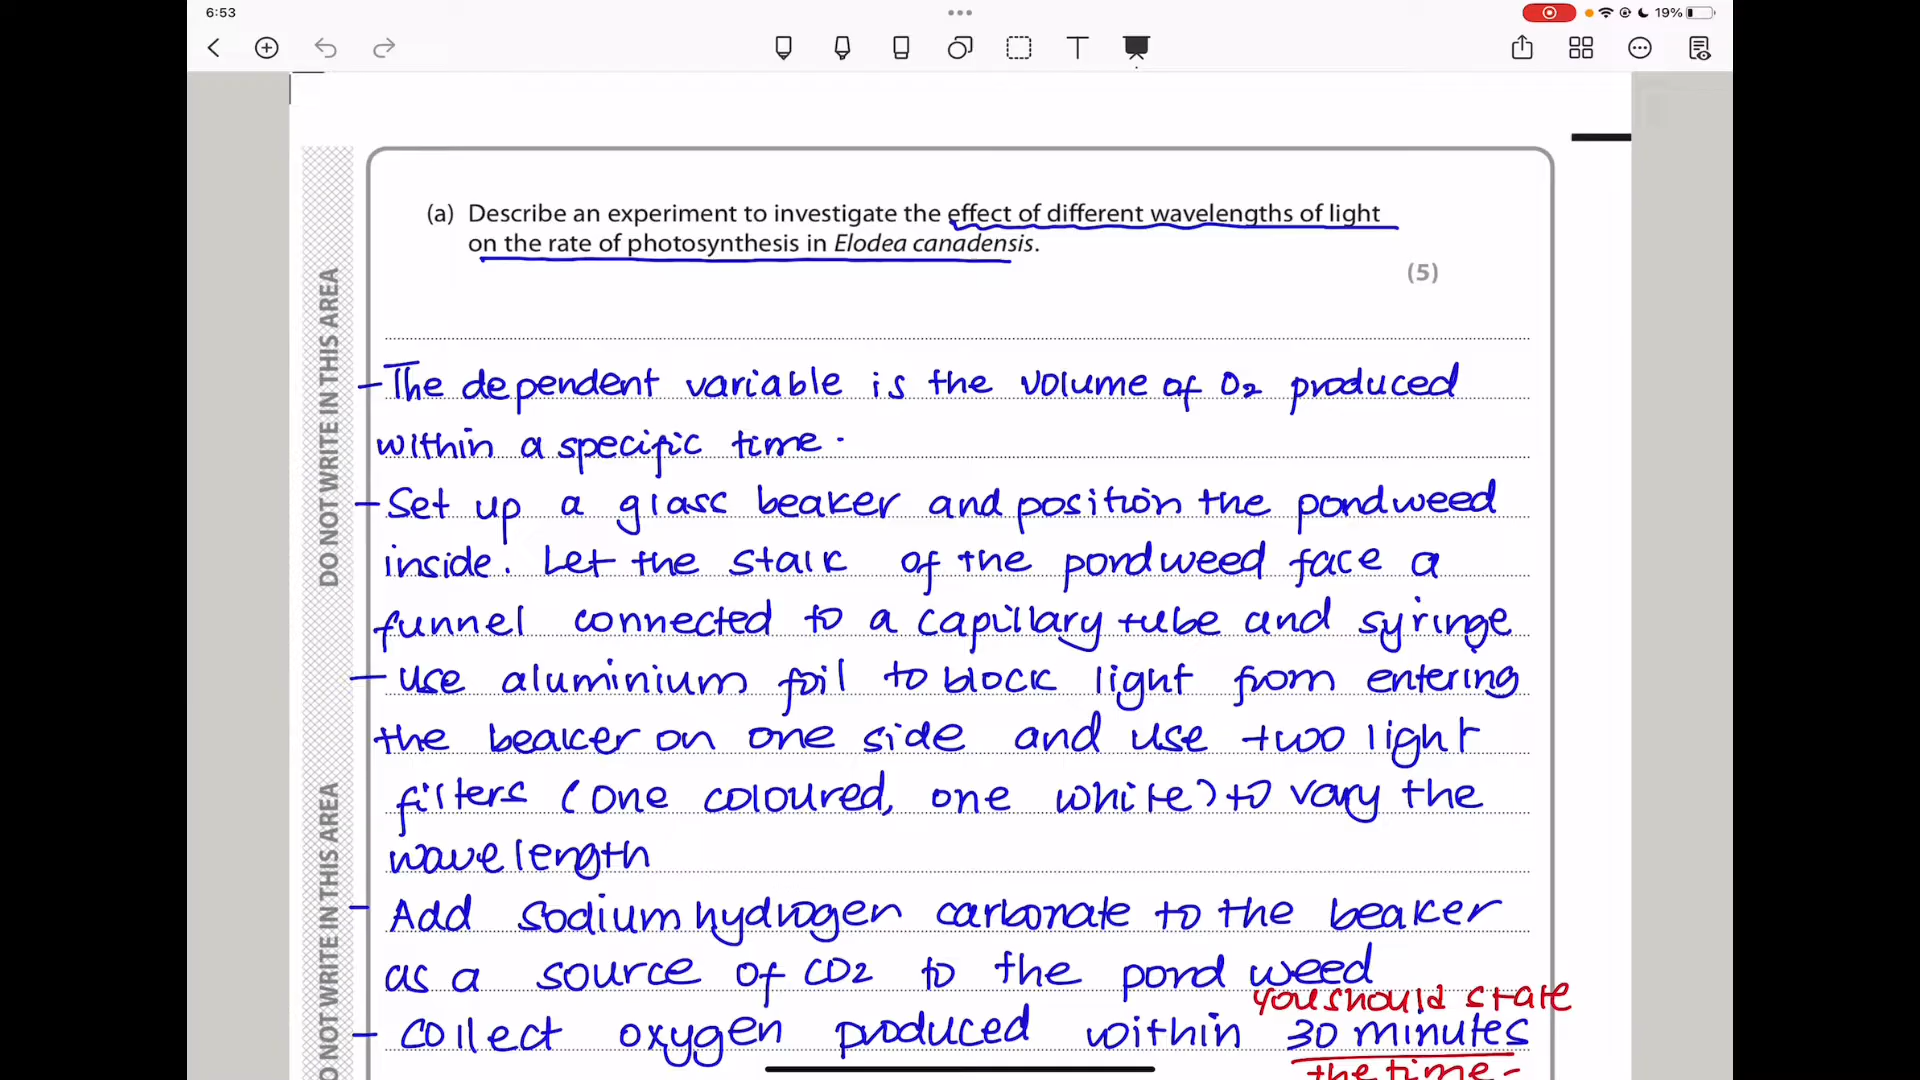 6:53
19%
(a) Describe an experiment to investigate the effect of different wavelengths of light
on the rate of photosynthesis in Elodea canadensis.
(5)
DO NOT WRITE IN THIS AREA
- The dependent variable is the volume of O2 produced
within a specific time.
- Set up a glass beaker and position the pondweed
inside. Let the stalk of the pondweed face a
funnel connected to a capillary tube and syringe
- Use aluminium foil to block light from entering
the beaker on one side and use two light
filters (one coloured, one white) to vary the
wavelength
- Add sodium hydrogen carbonate to the beaker
as a source of CO2 to the pond weed
you should state
- collect oxygen produced within 30 minutes
the time-
O NOT WRITE IN THIS AREA